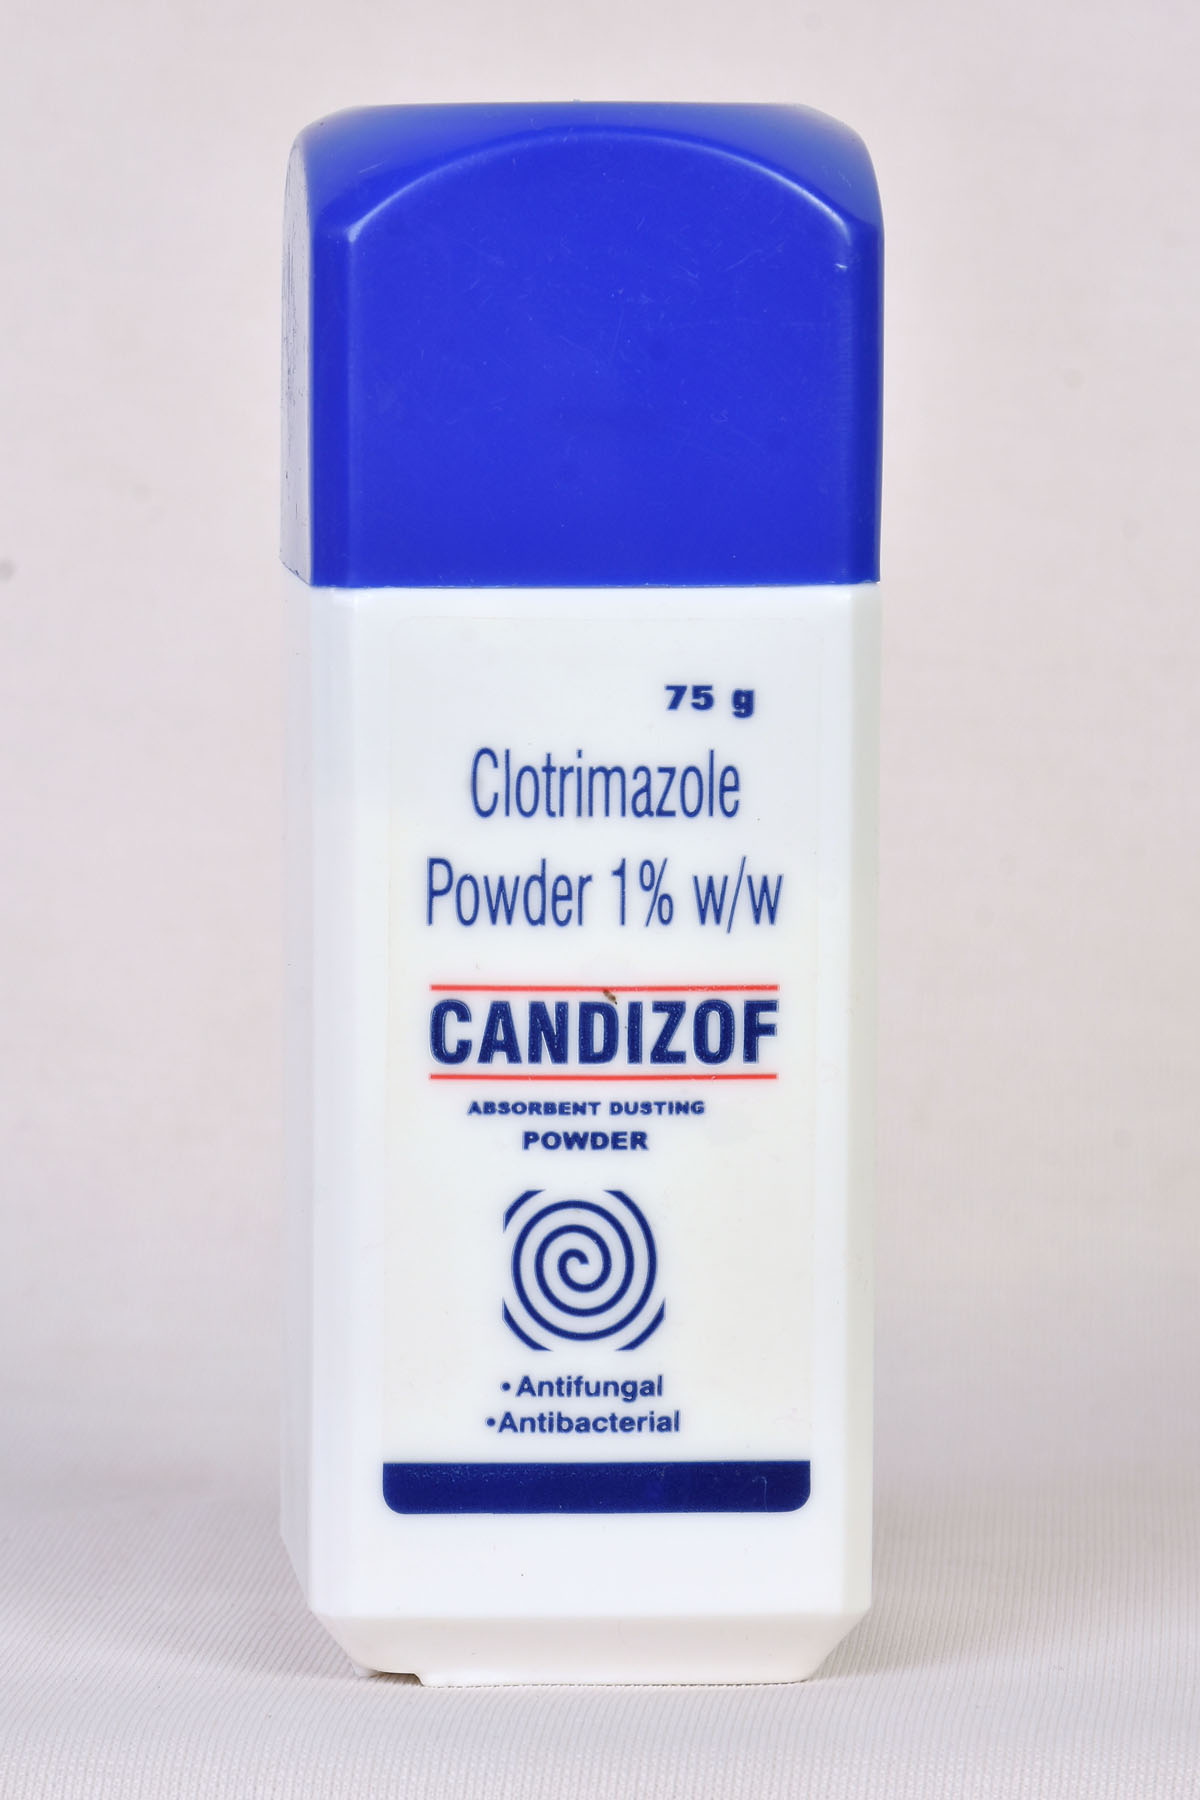 75 g
Clotrimazole
Powder 1% w/w
CANDIZOF
ABSORBENT DUSTING
POWDER
•Antifungal
•Antibacterial